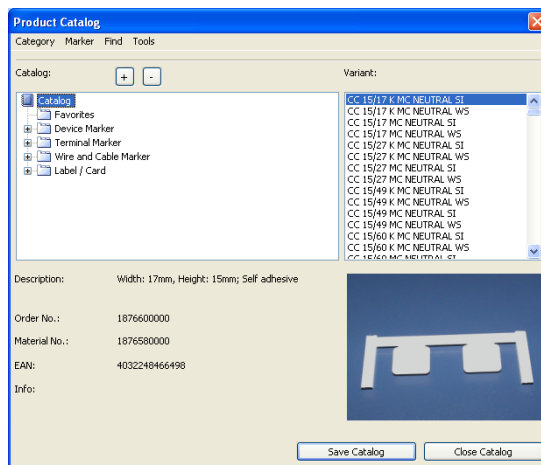 Product Catalog
Category Marker Find Tools
Catalog: + - Variant:
Catalog
Favorites
Device Marker
Terminal Marker
Wire and Cable Marker
Label / Card
CC 15/17 K MC NEUTRAL SI
CC 15/17 K MC NEUTRAL WS
CC 15/17 MC NEUTRAL SI
CC 15/17 MC NEUTRAL WS
CC 15/27 K MC NEUTRAL SI
CC 15/27 K MC NEUTRAL WS
CC 15/27 MC NEUTRAL SI
CC 15/27 MC NEUTRAL WS
CC 15/49 K MC NEUTRAL SI
CC 15/49 K MC NEUTRAL WS
CC 15/49 MC NEUTRAL SI
CC 15/49 MC NEUTRAL WS
CC 15/60 K MC NEUTRAL SI
CC 15/60 K MC NEUTRAL WS
CC 15/60 MC NEUTRAL SI
Description: Width: 17mm, Height: 15mm; Self adhesive
Order No.: 1876600000
Material No.: 1876580000
EAN: 4032248466498
Info:
Save Catalog Close Catalog